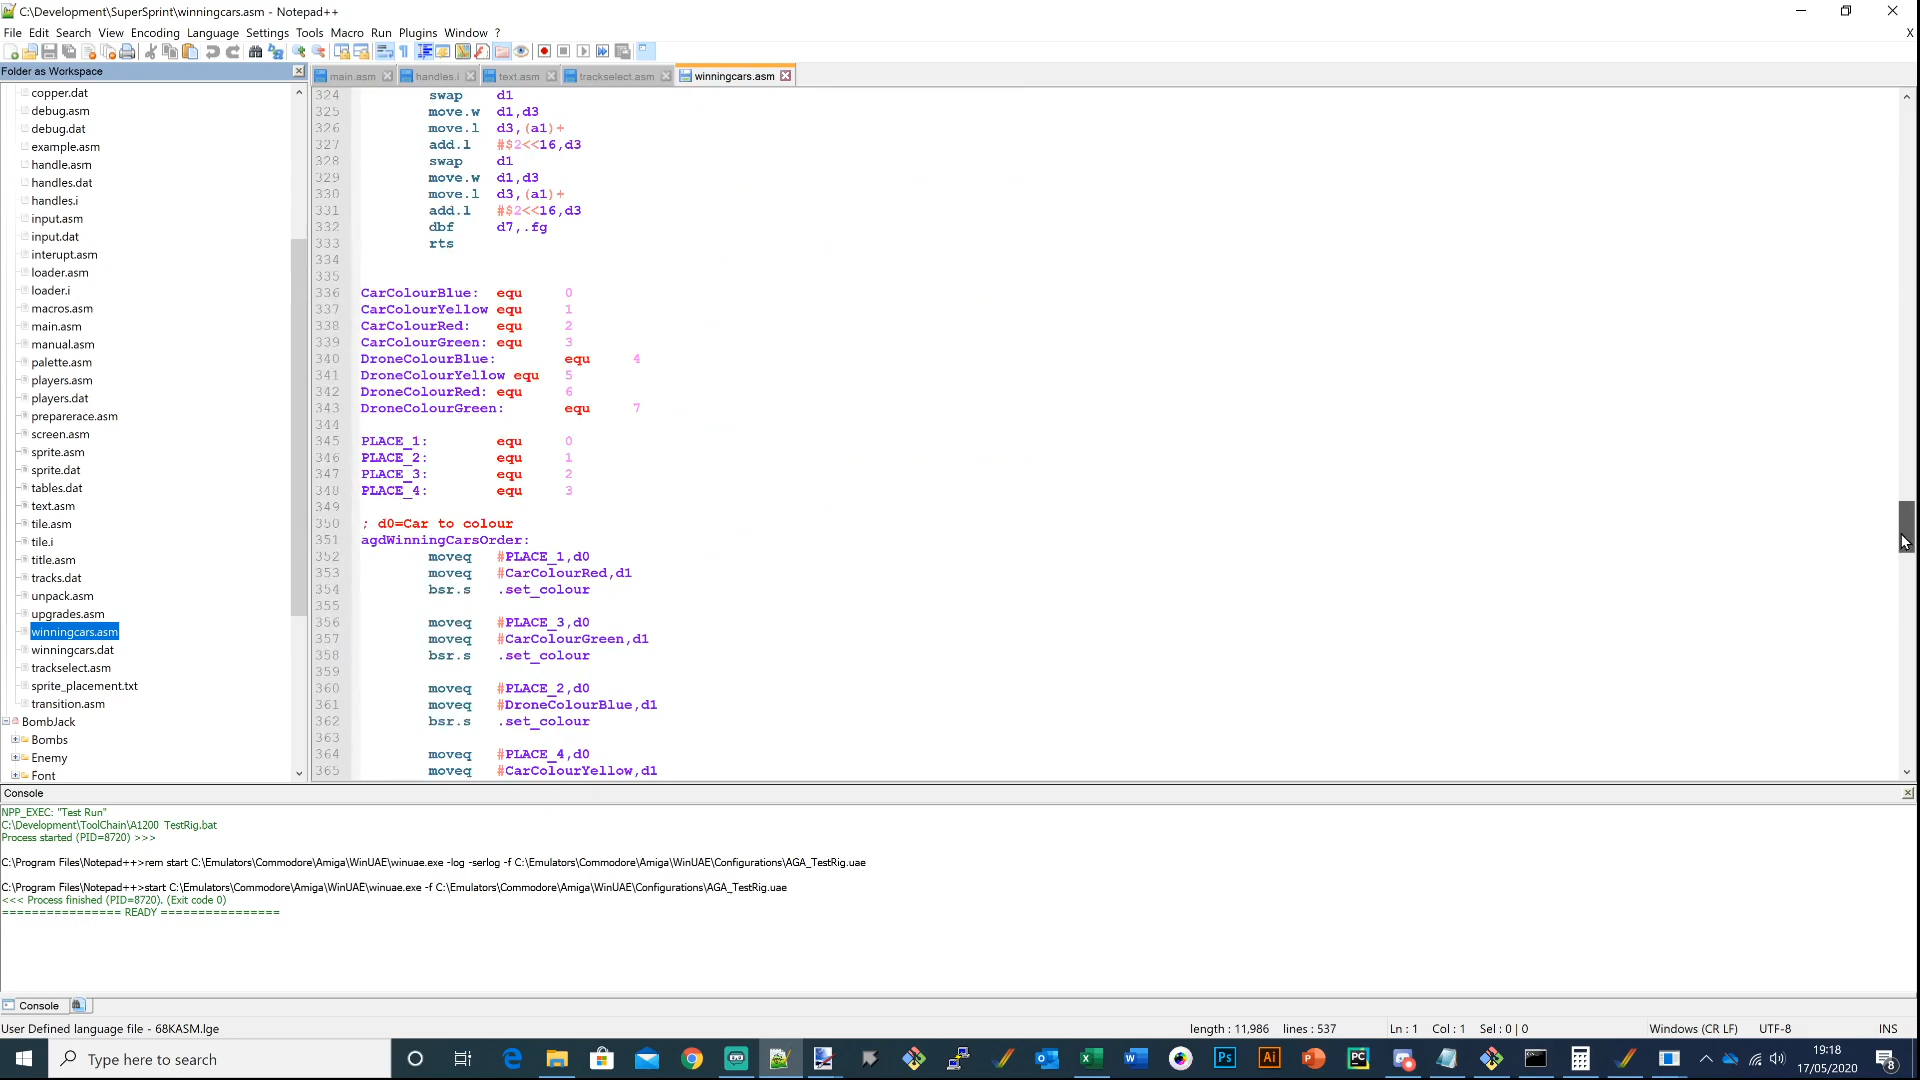 C:\Development\SuperSprint\winningcars.asm - Notepad++
File Edit Search View Encoding Language Settings Tools Macro Run Plugins Window ? X
Folder as Workspace
main.asm handles.i text.asm trackselect.asm winningcars.asm
copper.dat
debug.asm
debug.dat
example.asm
handle.asm
handles.dat
handles.i
input.asm
input.dat
interupt.asm
loader.asm
loader.i
macros.asm
main.asm
manual.asm
palette.asm
players.asm
players.dat
preparerace.asm
screen.asm
sprite.asm
sprite.dat
tables.dat
text.asm
tile.asm
tile.i
title.asm
tracks.dat
unpack.asm
upgrades.asm
winningcars.asm
winningcars.dat
trackselect.asm
sprite_placement.txt
transition.asm
BombJack
Bombs
Enemy
Font
324 swap d1
325 move.w d1,d3
326 move.l d3,(a1)+
327 add.l #$2<<16,d3
328 swap d1
329 move.w d1,d3
330 move.l d3,(a1)+
331 add.l #$2<<16,d3
332 dbf d7,.fg
333 rts
334
335
336 CarColourBlue: equ 0
337 CarColourYellow equ 1
338 CarColourRed: equ 2
339 CarColourGreen: equ 3
340 DroneColourBlue: equ 4
341 DroneColourYellow equ 5
342 DroneColourRed: equ 6
343 DroneColourGreen: equ 7
344
345 PLACE_1: equ 0
346 PLACE_2: equ 1
347 PLACE_3: equ 2
348 PLACE_4: equ 3
349
350 ; d0=Car to colour
351 agdWinningCarsOrder:
352 moveq #PLACE_1,d0
353 moveq #CarColourRed,d1
354 bsr.s .set_colour
355
356 moveq #PLACE_3,d0
357 moveq #CarColourGreen,d1
358 bsr.s .set_colour
359
360 moveq #PLACE_2,d0
361 moveq #DroneColourBlue,d1
362 bsr.s .set_colour
363
364 moveq #PLACE_4,d0
365 moveq #CarColourYellow,d1
Console
NPP_EXEC: "Test Run"
C:\Development\ToolChain\A1200_TestRig.bat
Process started (PID=8720) >>>
C:\Program Files\Notepad++>rem start C:\Emulators\Commodore\Amiga\WinUAE\winuae.exe -log -serlog -f C:\Emulators\Commodore\Amiga\WinUAE\Configurations\AGA_TestRig.uae
C:\Program Files\Notepad++>start C:\Emulators\Commodore\Amiga\WinUAE\winuae.exe -f C:\Emulators\Commodore\Amiga\WinUAE\Configurations\AGA_TestRig.uae
<<< Process finished (PID=8720). (Exit code 0)
================ READY ================
Console
User Defined language file - 68KASM.lge length : 11,986 lines : 537 Ln : 1 Col : 1 Sel : 0 | 0 Windows (CR LF) UTF-8 INS
Type here to search
Ps Ai PC
19:18
17/05/2020
8